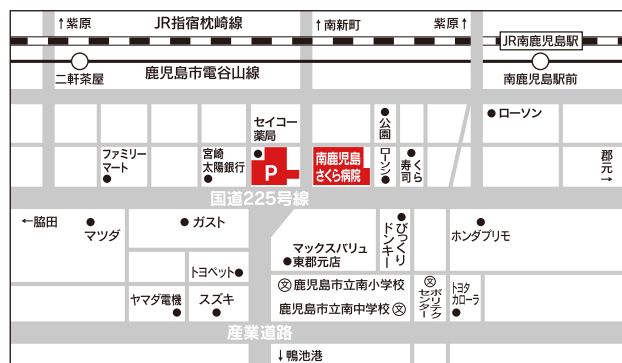 ↑紫原
JR指宿枕崎線
↑南新町
紫原↑
JR南鹿児島駅
二軒茶屋
鹿児島市電谷山線
南鹿児島駅前
セイコー
薬局
公園
ローソン
ファミリー
マート
宮崎
太陽銀行
P
南鹿児島
さくら病院
ローソン
くら
寿司
郡元→
国道225号線
←脇田
マツダ
ガスト
びっくり
ドンキー
ホンダプリモ
マックスバリュ
東郡元店
トヨペット
文鹿児島市立南小学校
文
ポリテク
センター
トヨタ
カローラ
ヤマダ電機
スズキ
鹿児島市立南中学校文
産業道路
↓鴨池港